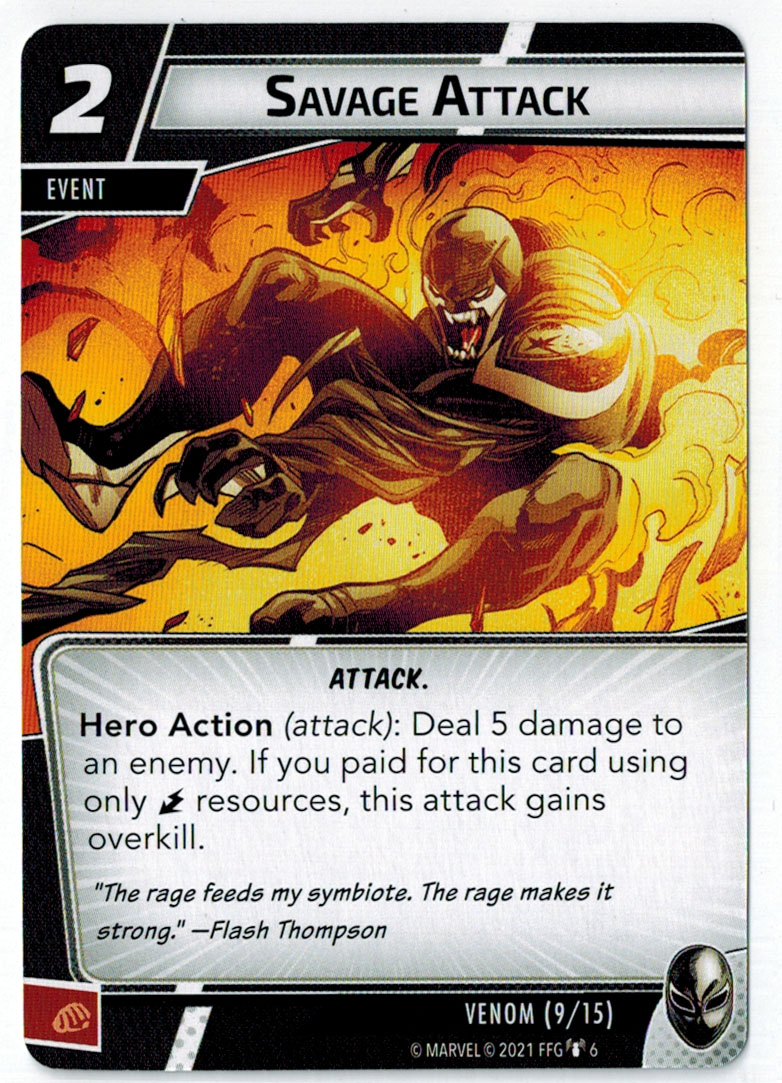 2
SAVAGE ATTACK
EVENT
ATTACK.
Hero Action (attack): Deal 5 damage to
an enemy. If you paid for this card using
only resources, this attack gains
overkill.
"The rage feeds my symbiote. The rage makes it
strong." —Flash Thompson
VENOM (9/15)
© MARVEL © 2021 FFG 6